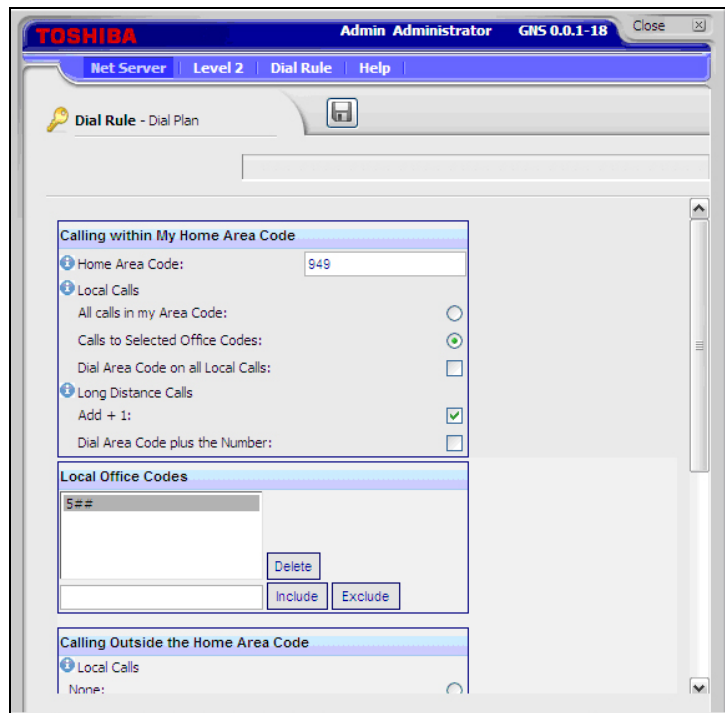 TOSHIBA Admin Administrator GNS 0.0.1-18 Close
Net Server Level 2 Dial Rule Help
Dial Rule - Dial Plan
Calling within My Home Area Code
Home Area Code: 949
Local Calls
All calls in my Area Code:
Calls to Selected Office Codes:
Dial Area Code on all Local Calls:
Long Distance Calls
Add + 1:
Dial Area Code plus the Number:
Local Office Codes
5##
Delete
Include Exclude
Calling Outside the Home Area Code
Local Calls
None: